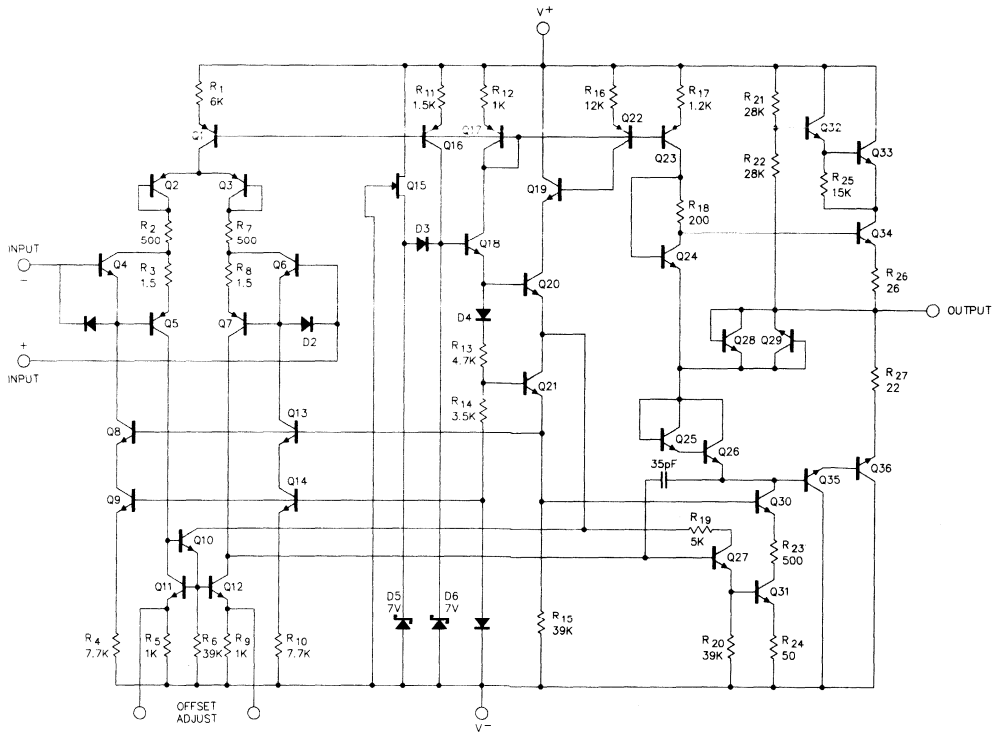 V+
R1
6K
R11
1.5K
R12
1K
R16
12K
R17
1.2K
R21
28K
Q32
Q1
Q16
Q17
Q22
Q23
Q33
R22
28K
R25
15K
Q2
Q3
Q15
Q19
R18
200
Q34
R2
500
R7
500
D3
Q18
INPUT
−
Q4
Q6
Q24
R3
1.5
R8
1.5
Q20
R26
26
Q5
Q7
D2
D4
Q28
Q29
OUTPUT
+
INPUT
R13
4.7K
Q21
R27
22
R14
3.5K
Q8
Q13
Q25
Q26
35pF
Q35
Q36
Q9
Q14
Q30
R19
5K
Q10
Q27
R23
500
Q11
Q12
Q31
D5
7V
D6
7V
R4
7.7K
R5
1K
R6
39K
R9
1K
R10
7.7K
R15
39K
R20
39K
R24
50
OFFSET
ADJUST
V−